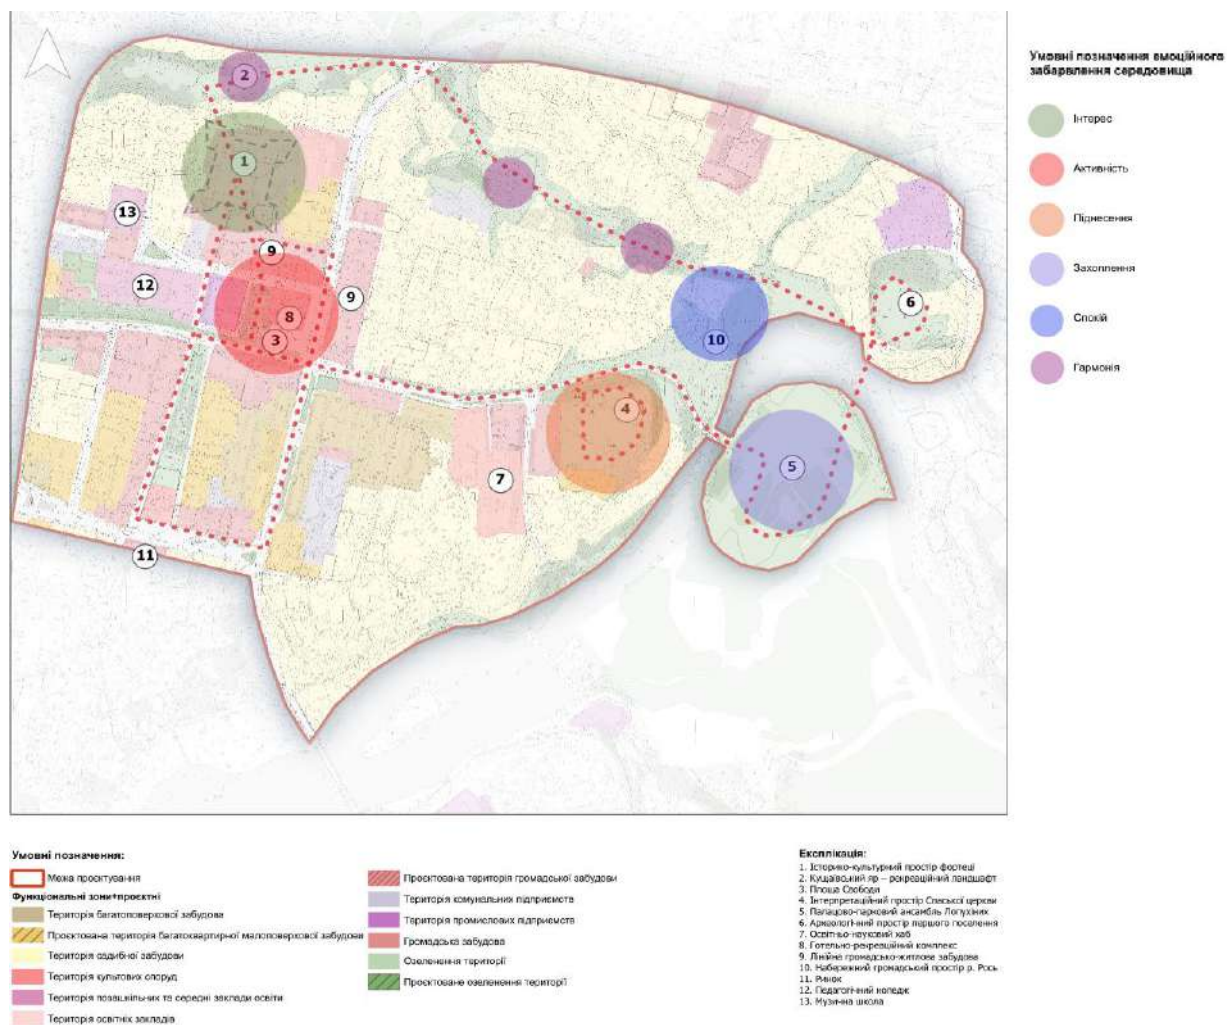 Умовні позначення емоційного
забарвлення середовища
Інтерес
Активність
Піднесення
Захоплення
Спокій
Гармонія
2
1
13
9
12
9
8
3
6
10
4
5
7
11
Умовні позначення:
Межа проєктування
Функціональні зони+проєктні
Територія багатоповерхової забудови
Проєктована територія багатоквартирної малоповерхової забудови
Територія садибної забудови
Територія культових споруд
Територія позашкільних та середні заклади освіти
Територія освітніх закладів
Проєктована територія громадської забудови
Територія комунальних підприємств
Територія промислових підприємств
Громадська забудова
Озеленення території
Проєктоване озеленення території
Експлікація:
1. Історико-культурний простір фортеці
2. Кущаївський яр – рекреаційний ландшафт
3. Площа Свободи
4. Інтерпретаційний простір Спаської церкви
5. Палацово-парковий ансамбль Лопухіних
6. Археологічний простір першого поселення
7. Освітньо-науковий хаб
8. Готельно-рекреаційний комплекс
9. Лінійна громадсько-житлова забудова
10. Набережний громадський простір р. Рось
11. Ринок
12. Педагогічний коледж
13. Музична школа